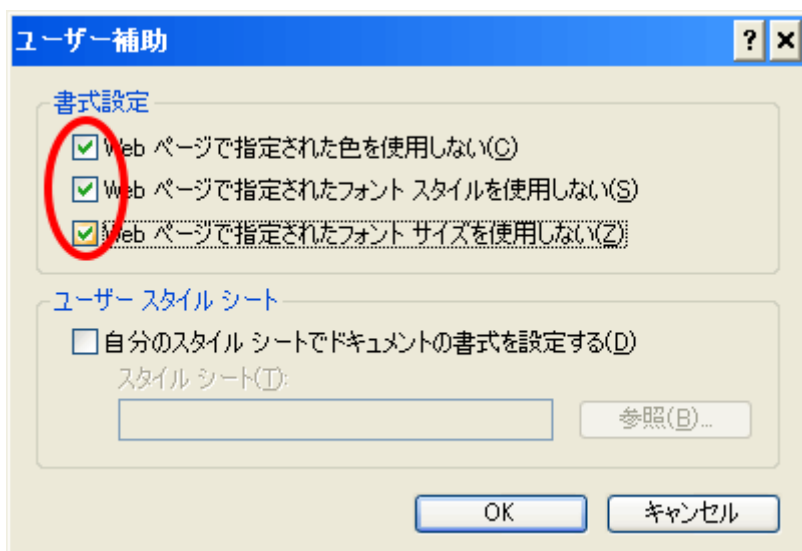 ユーザー補助
書式設定
Web ページで指定された色を使用しない(C)
Web ページで指定されたフォント スタイルを使用しない(S)
Web ページで指定されたフォント サイズを使用しない(Z)
ユーザー スタイル シート
自分のスタイル シートでドキュメントの書式を設定する(D)
スタイル シート(T):
参照(B)...
OK
キャンセル